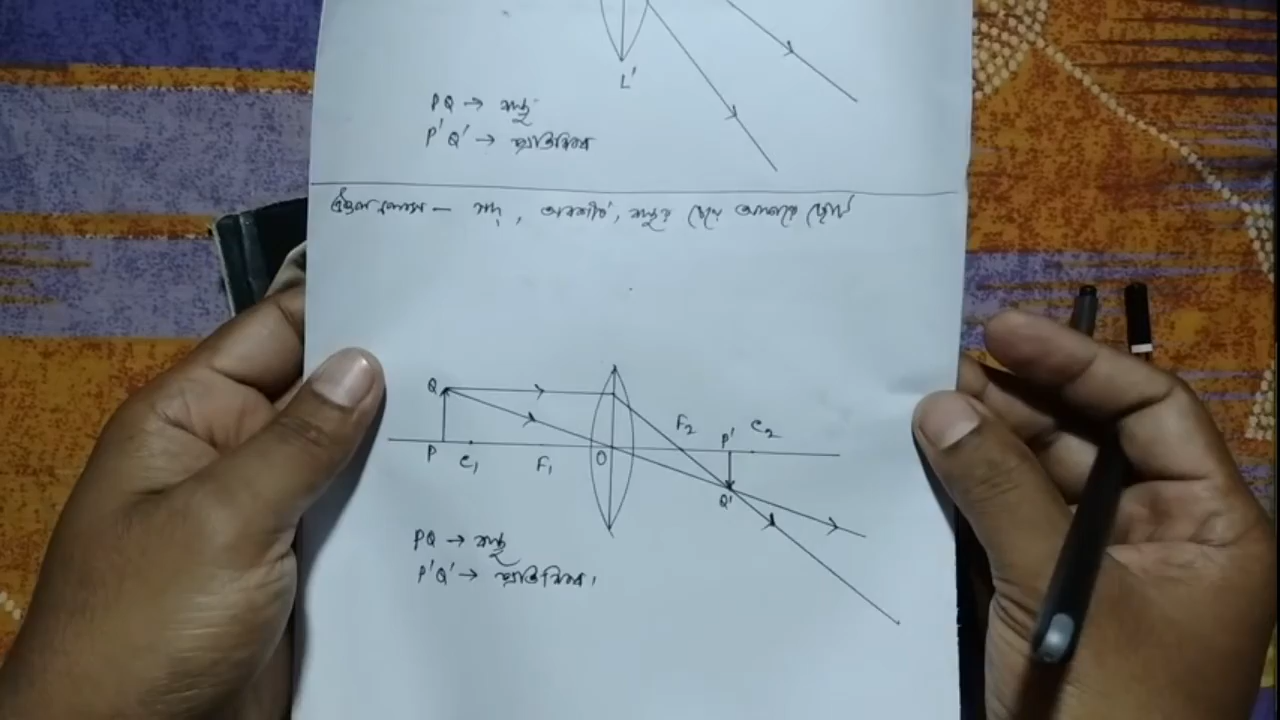 L'
PQ → বস্তু
P'Q' → প্রতিবিম্ব
উত্তল লেন্স — সদ্, অবশীর্ষ, বস্তুর চেয়ে আকারে ছোট
Q
F₂ P' C₂
P C₁ F₁ O
Q'
PQ → বস্তু
P'Q' → প্রতিবিম্ব।